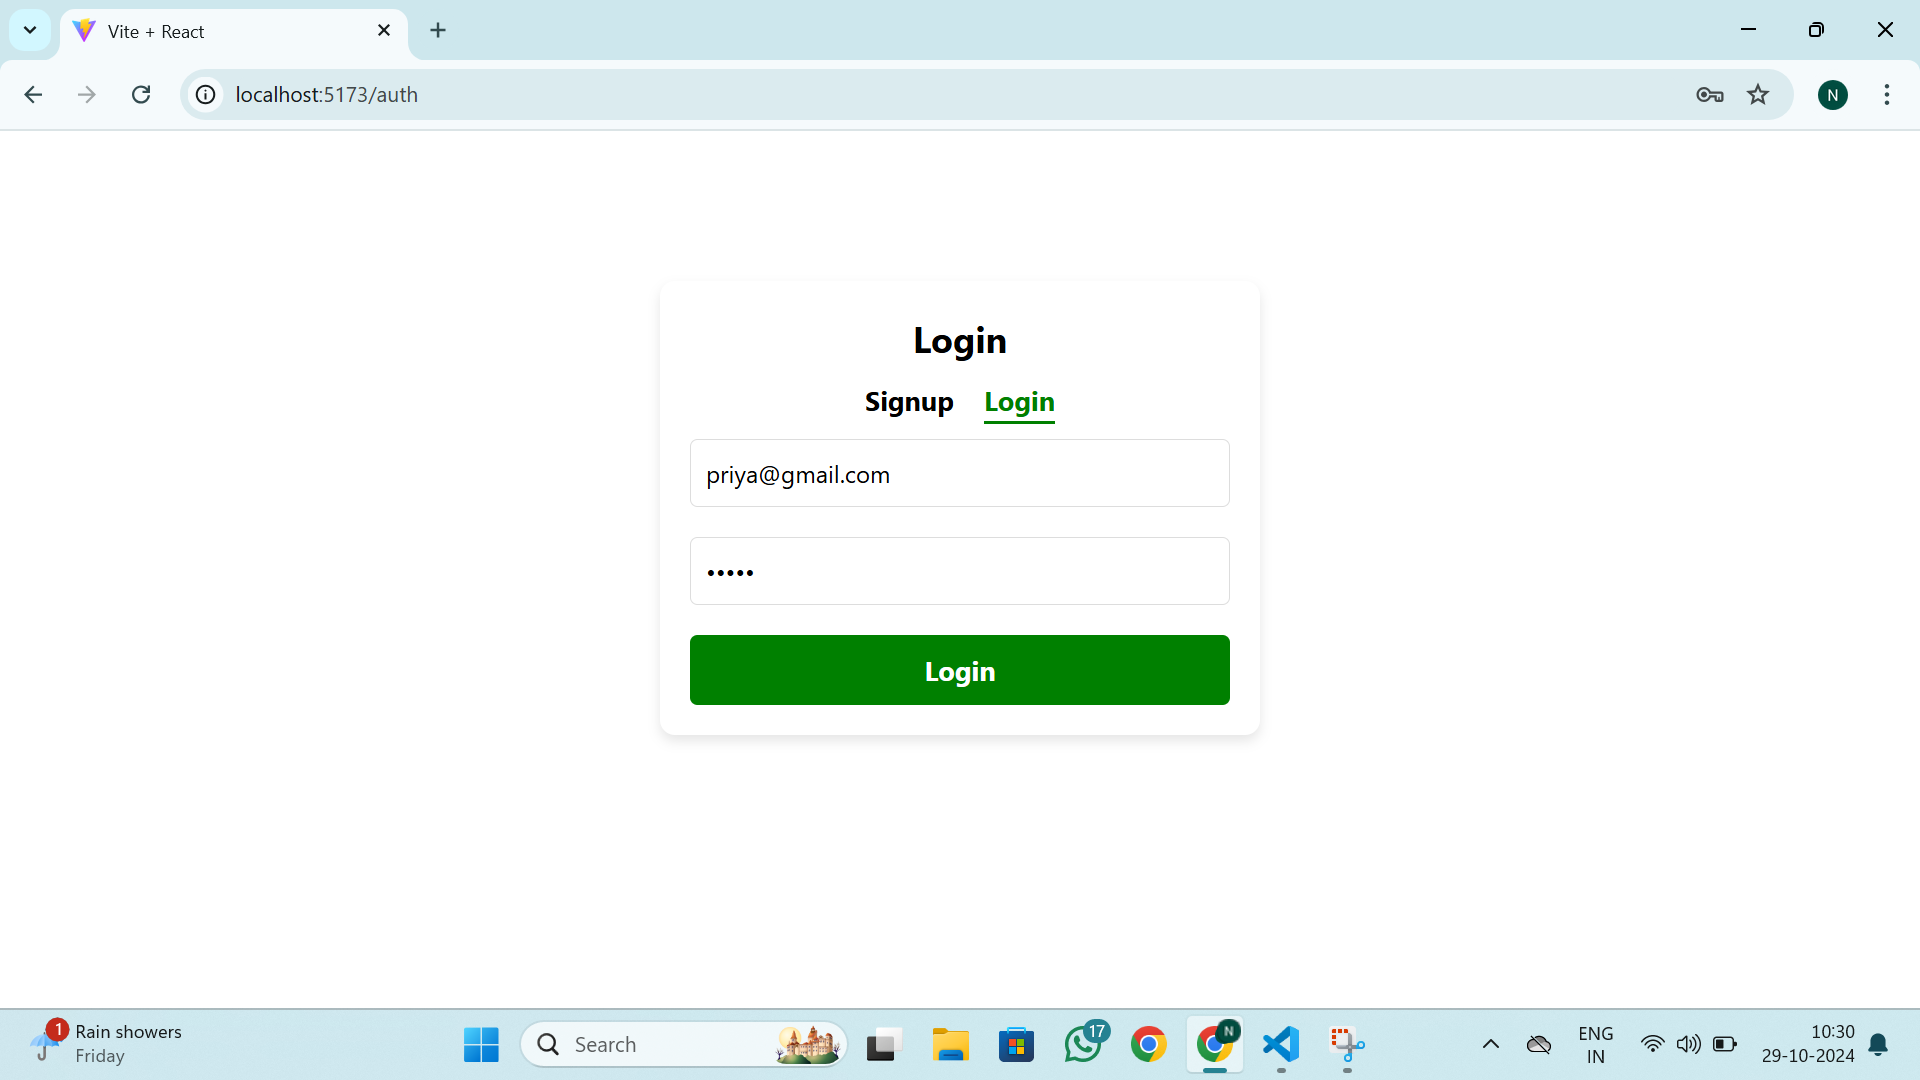 Vite + React
localhost:5173/auth
N
Login
Signup Login
priya@gmail.com
•••••
Login
1
Rain showers
Friday
Search
17
N
ENG
IN
10:30
29-10-2024